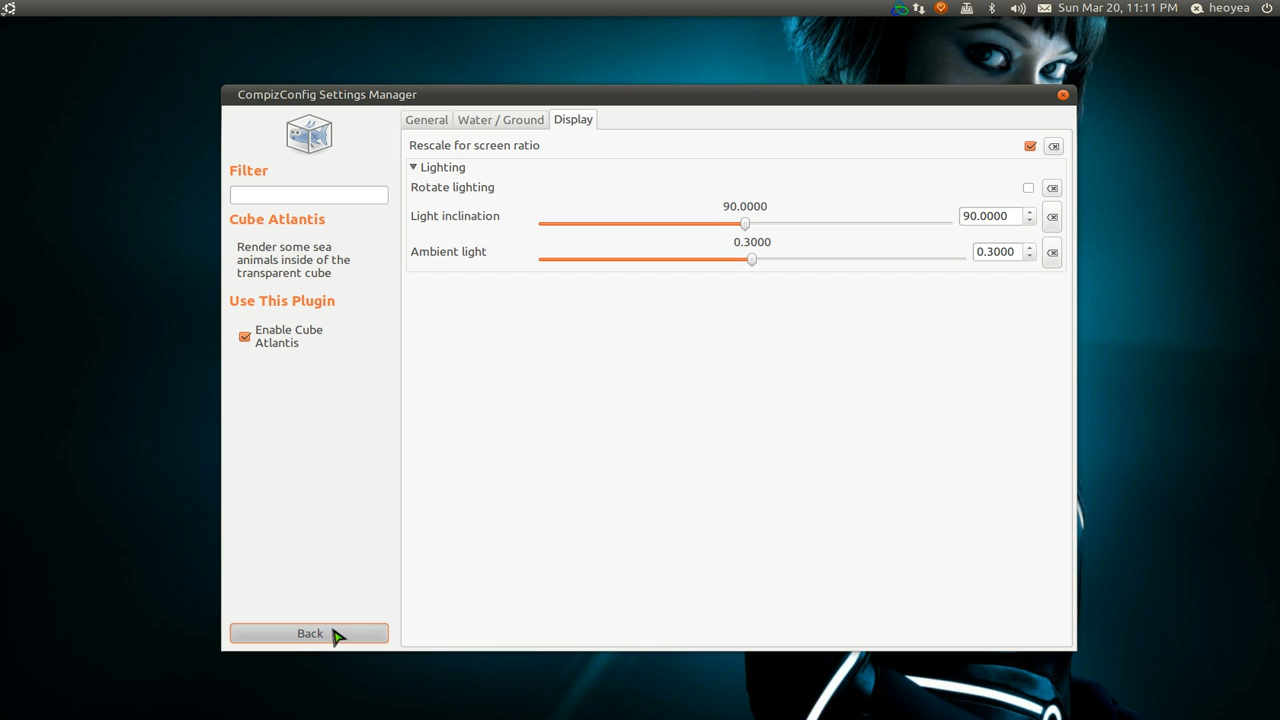 Sun Mar 20, 11:11 PM
heoyea
CompizConfig Settings Manager
General
Water / Ground
Display
Filter
Cube Atlantis
Render some sea
animals inside of the
transparent cube
Use This Plugin
Enable Cube
Atlantis
Back
Rescale for screen ratio
Lighting
Rotate lighting
90.0000
Light inclination
90.0000
0.3000
Ambient light
0.3000